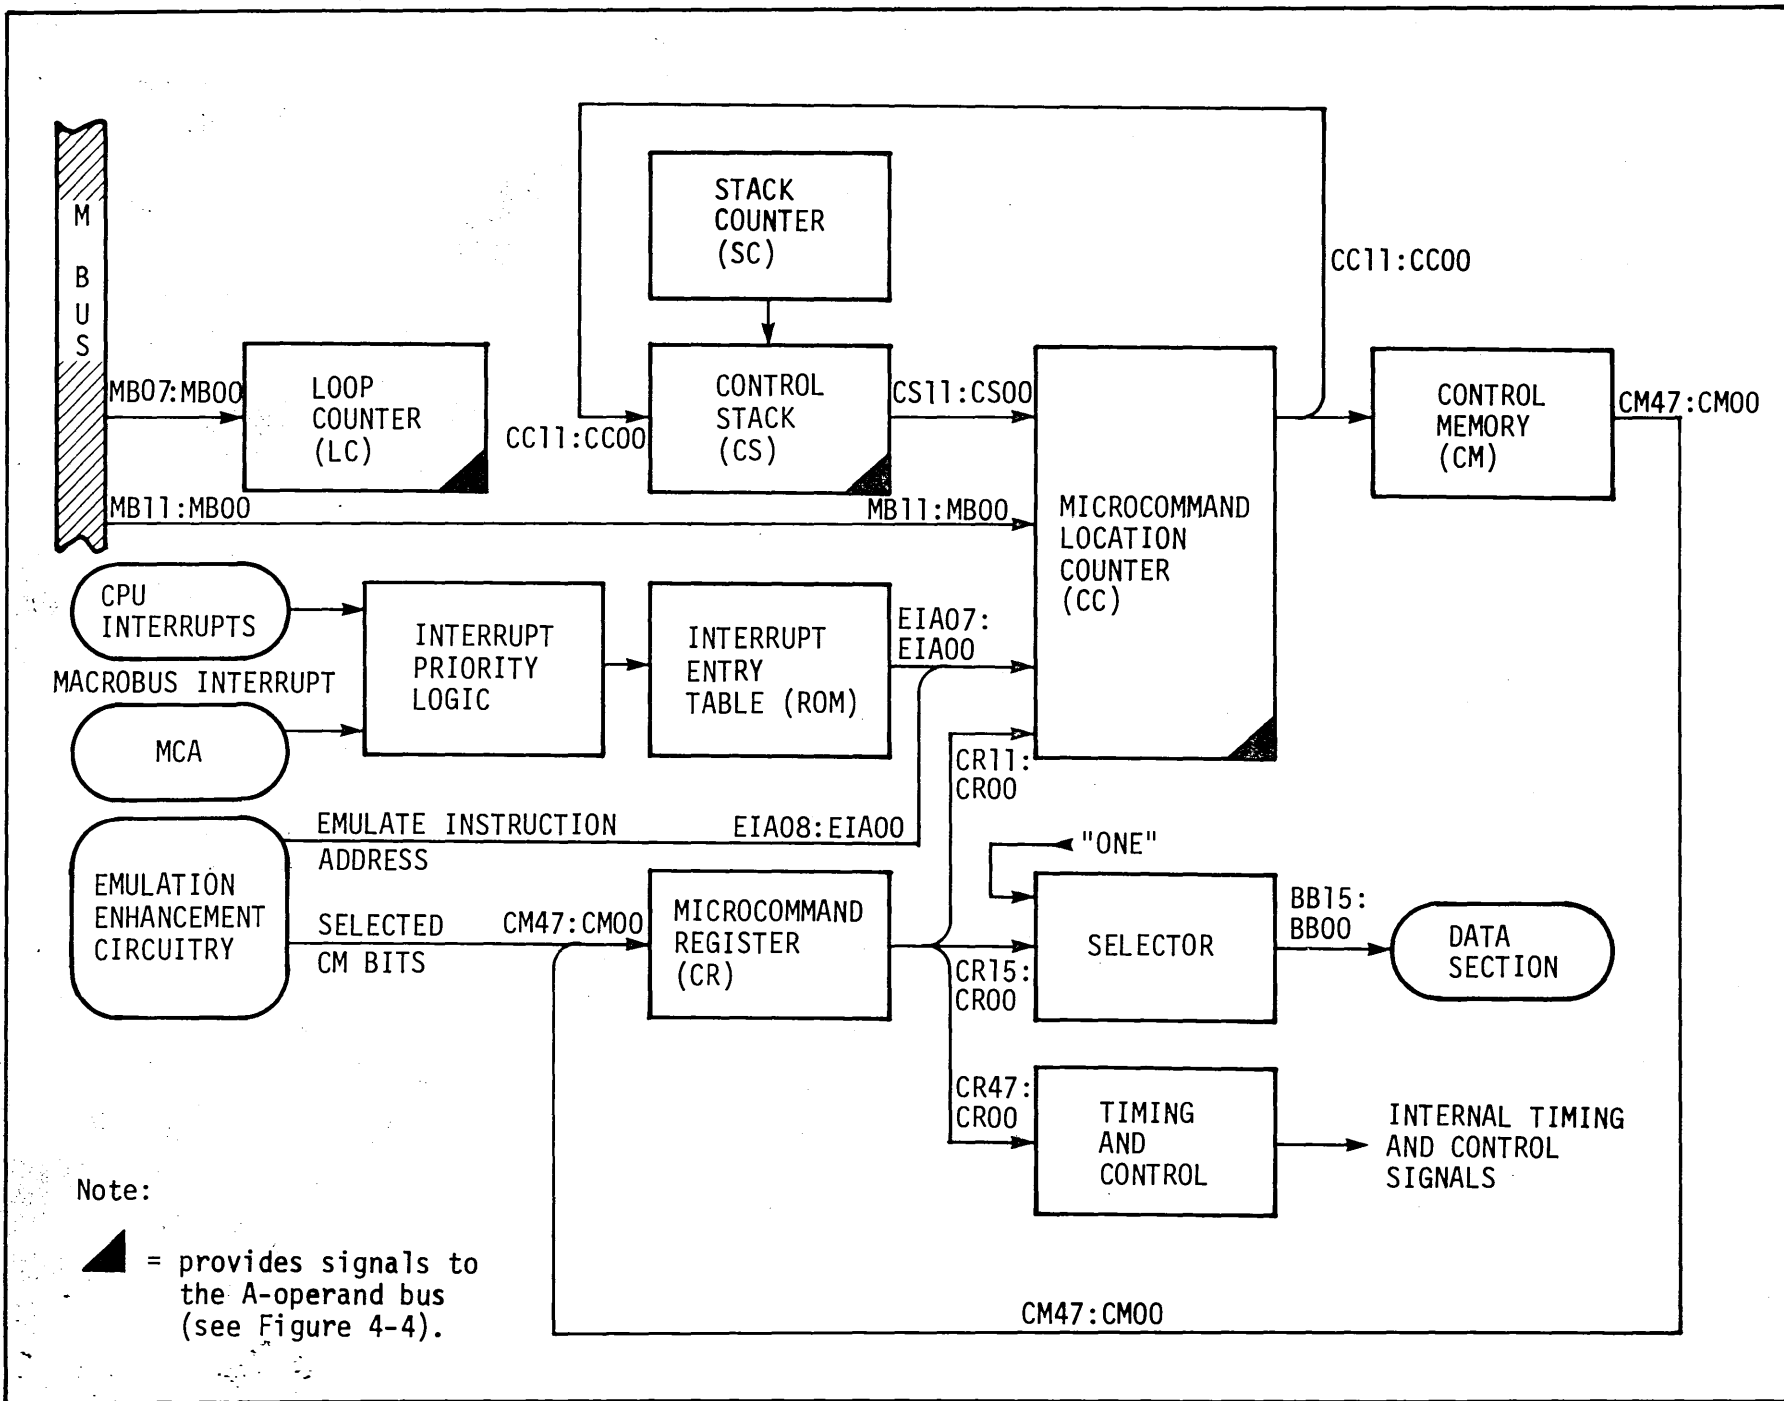 M
BUS
STACK
COUNTER
(SC)
CC11:CC00
MB07:MB00
LOOP
COUNTER
(LC)
CC11:CC00
CONTROL
STACK
(CS)
CS11:CS00
CONTROL
MEMORY
(CM)
CM47:CM00
MB11:MB00
MB11:MB00
MICROCOMMAND
LOCATION
COUNTER
(CC)
CPU
INTERRUPTS
MACROBUS INTERRUPT
MCA
INTERRUPT
PRIORITY
LOGIC
INTERRUPT
ENTRY
TABLE (ROM)
EIA07:
EIA00
CR11:
CR00
EMULATE INSTRUCTION
ADDRESS
EIA08:EIA00
EMULATION
ENHANCEMENT
CIRCUITRY
SELECTED
CM BITS
CM47:CM00
MICROCOMMAND
REGISTER
(CR)
"ONE"
CR15:
CR00
SELECTOR
BB15:
BB00
DATA
SECTION
CR47:
CR00
TIMING
AND
CONTROL
INTERNAL TIMING
AND CONTROL
SIGNALS
Note:
= provides signals to
the A-operand bus
(see Figure 4-4).
CM47:CM00